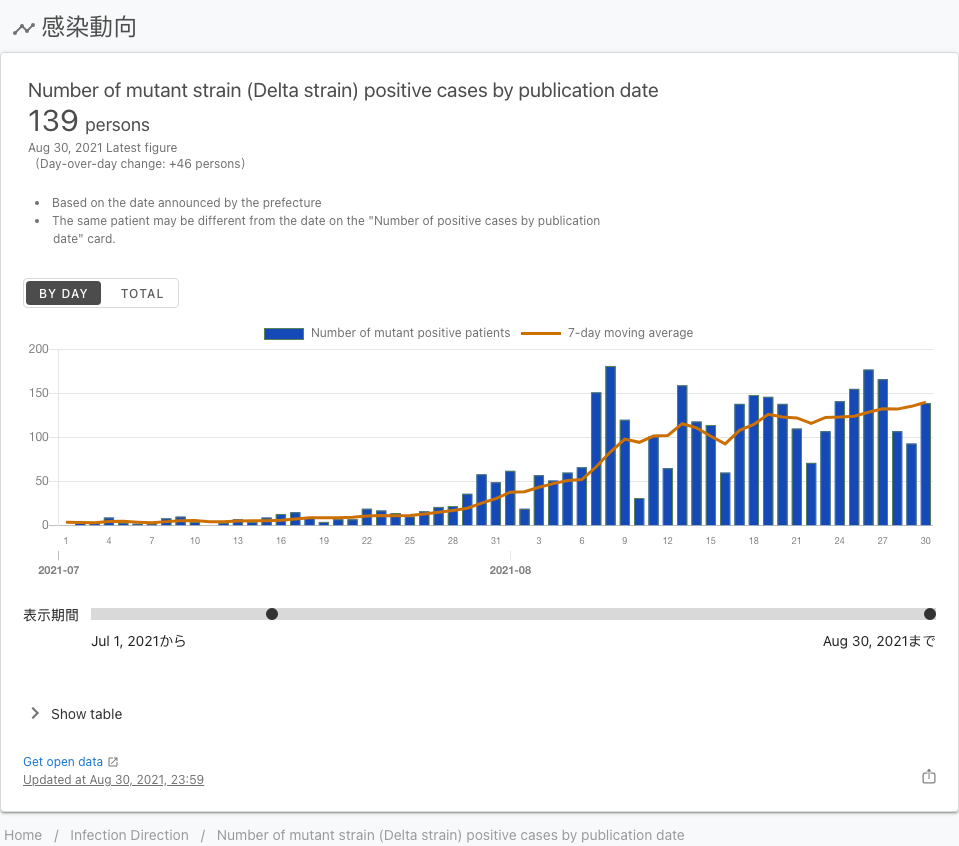 感染動向
Number of mutant strain (Delta strain) positive cases by publication date
139 persons
Aug 30, 2021 Latest figure
(Day-over-day change: +46 persons)
• Based on the date announced by the prefecture
• The same patient may be different from the date on the "Number of positive cases by publication
date" card.
BY DAY TOTAL
Number of mutant positive patients 7-day moving average
200
150
100
50
0
1 4 7 10 13 16 19 22 25 28 31 3 6 9 12 15 18 21 24 27 30
2021-07 2021-08
表示期間
Jul 1, 2021から Aug 30, 2021まで
Show table
Get open data
Updated at Aug 30, 2021, 23:59
Home / Infection Direction / Number of mutant strain (Delta strain) positive cases by publication date